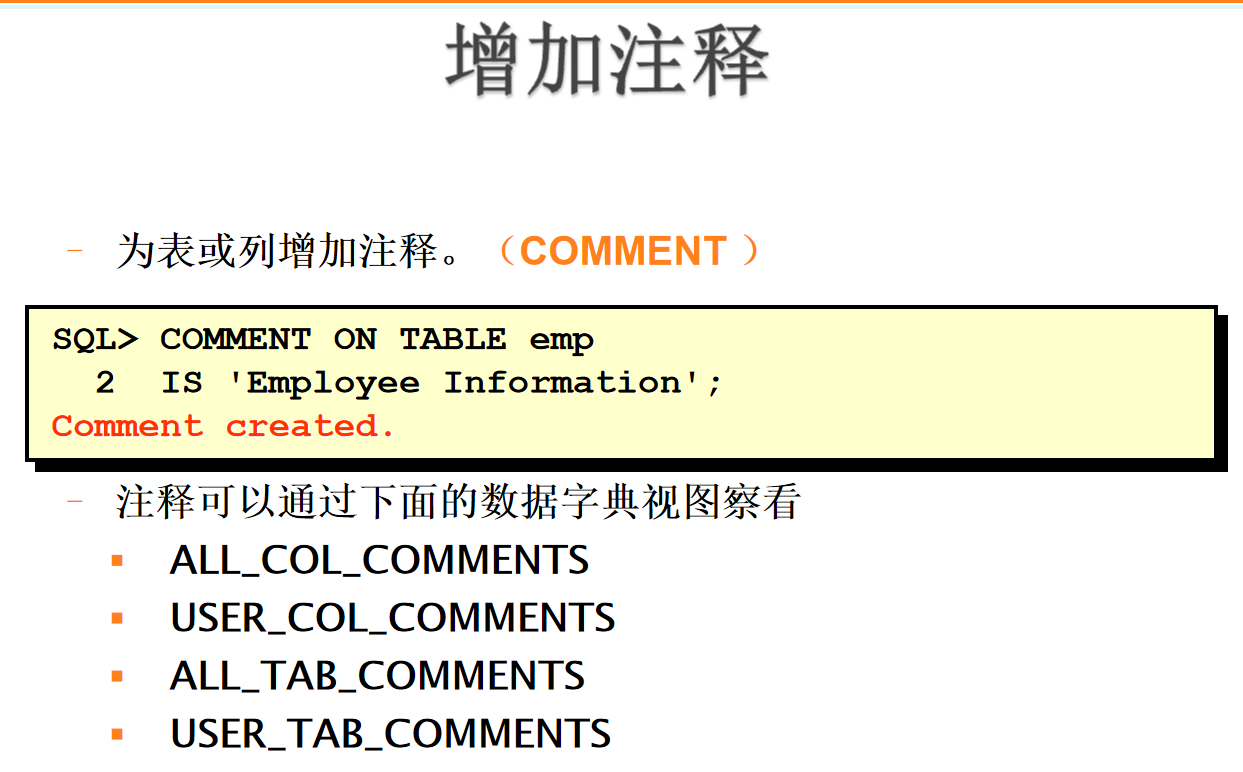 增加注释
– 为表或列增加注释。（COMMENT ）
SQL> COMMENT ON TABLE emp
2 IS 'Employee Information';
Comment created.
– 注释可以通过下面的数据字典视图察看
▪ ALL_COL_COMMENTS
▪ USER_COL_COMMENTS
▪ ALL_TAB_COMMENTS
▪ USER_TAB_COMMENTS